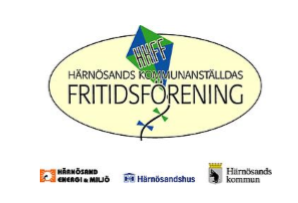 HKFF
HÄRNÖSANDS KOMMUNANSTÄLLDAS
FRITIDSFÖRENING
HÄRNÖSAND
ENERGI & MILJÖ
Härnösandshus
Härnösands
kommun